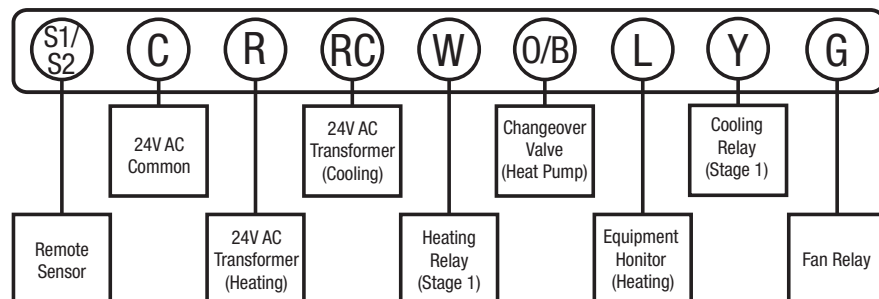 S1/
S2
C
R
RC
W
O/B
L
Y
G
24V AC
Common
24V AC
Transformer
(Cooling)
Changeover
Valve
(Heat Pump)
Cooling
Relay
(Stage 1)
Remote
Sensor
24V AC
Transformer
(Heating)
Heating
Relay
(Stage 1)
Equipment
Honitor
(Heating)
Fan Relay